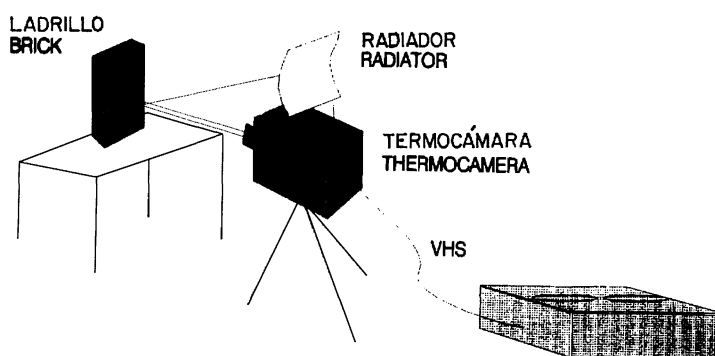 LADRILLO
BRICK
RADIADOR
RADIATOR
TERMOCÁMARA
THERMOCAMERA
VHS